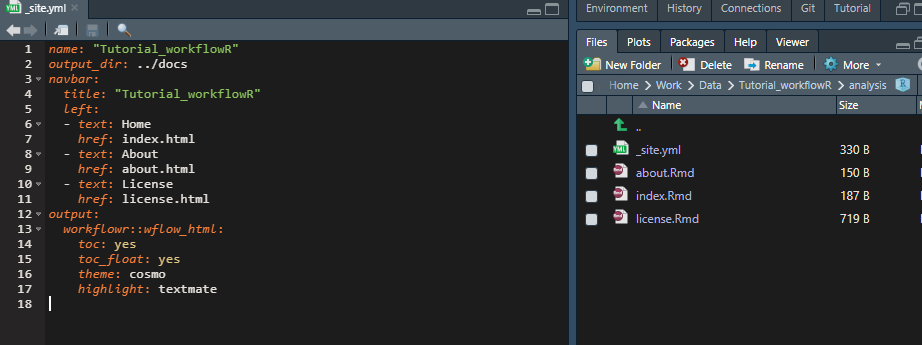 _site.yml
1 name: "Tutorial_workflowR"
2 output_dir: ../docs
3 navbar:
4   title: "Tutorial_workflowR"
5   left:
6   - text: Home
7     href: index.html
8   - text: About
9     href: about.html
10   - text: License
11     href: license.html
12 output:
13   workflowr::wflow_html:
14     toc: yes
15     toc_float: yes
16     theme: cosmo
17     highlight: textmate
18
Environment History Connections Git Tutorial
Files Plots Packages Help Viewer
New Folder Delete Rename More
Home > Work > Data > Tutorial_workflowR > analysis
Name Size
..
_site.yml 330 B
about.Rmd 150 B
index.Rmd 187 B
license.Rmd 719 B